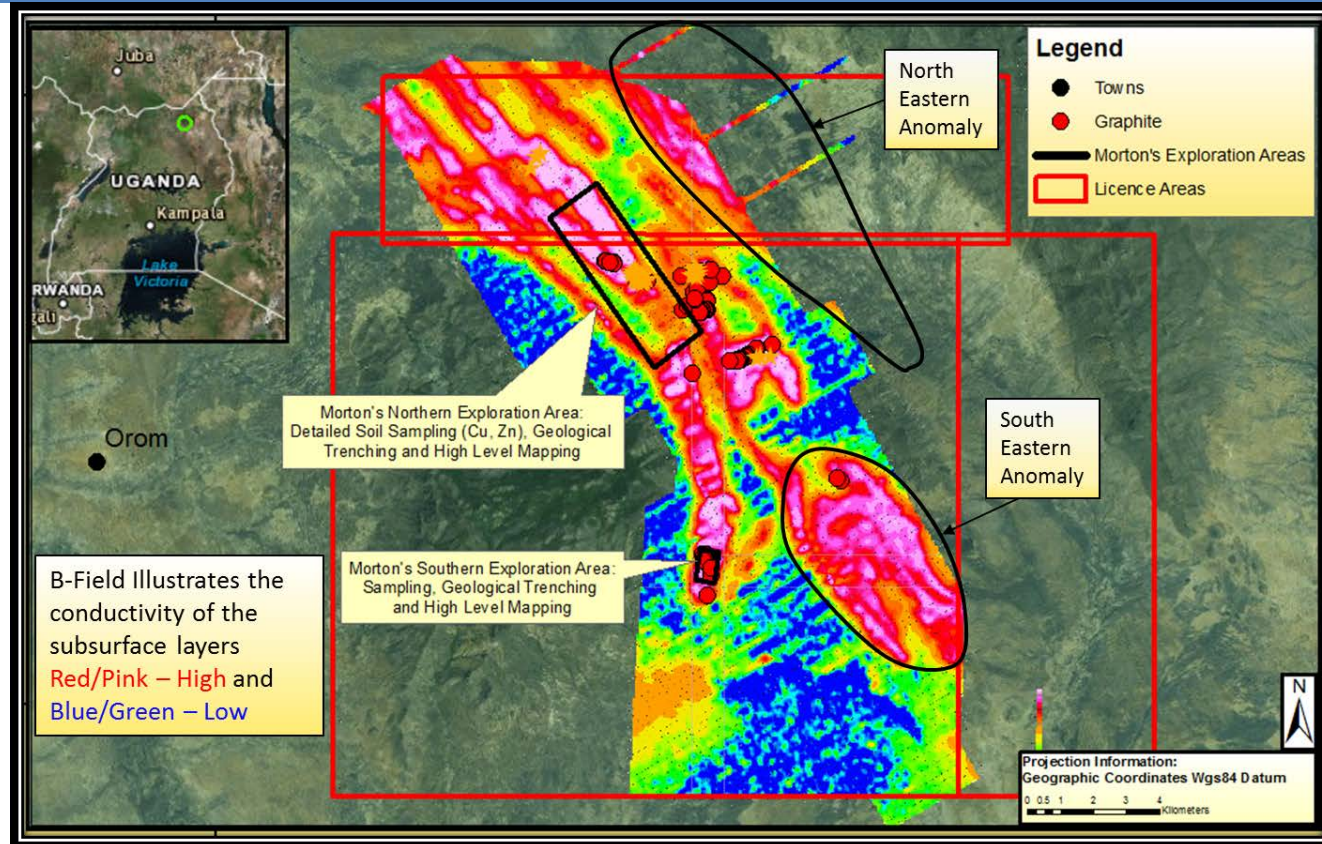 Juba
UGANDA
Kampala
Lake
Victoria
RWANDA
gali
North
Eastern
Anomaly
Legend
Towns
Graphite
Morton's Exploration Areas
Licence Areas
Morton's Northern Exploration Area:
Detailed Soil Sampling (Cu, Zn), Geological
Trenching and High Level Mapping
Orom
South
Eastern
Anomaly
Morton's Southern Exploration Area:
Sampling, Geological Trenching
and High Level Mapping
B-Field Illustrates the
conductivity of the
subsurface layers
Red/Pink – High and
Blue/Green – Low
N
Projection Information:
Geographic Coordinates Wgs84 Datum
0 0.5 1 2 3 4
Kilometers